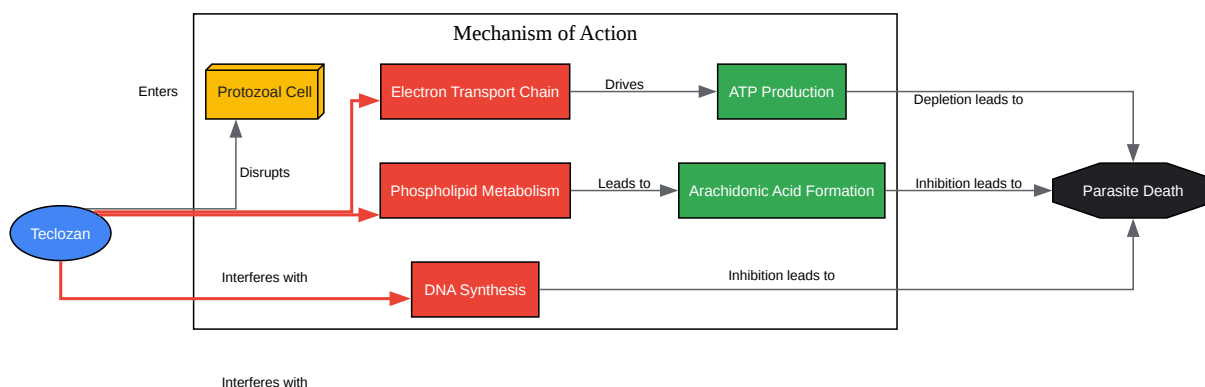 Mechanism of Action
Enters
Protozoal Cell
Electron Transport Chain
Drives
ATP Production
Depletion leads to
Disrupts
Phospholipid Metabolism
Leads to
Arachidonic Acid Formation
Inhibition leads to
Parasite Death
Teclozan
Interferes with
DNA Synthesis
Inhibition leads to
Interferes with